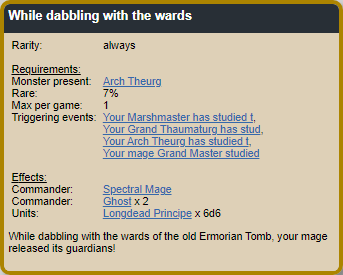 While dabbling with the wards
Rarity: always
Requirements:
Monster present: Arch Theurg
Rare: 7%
Max per game: 1
Triggering events: Your Marshmaster has studied t,
Your Grand Thaumaturg has stud,
Your Arch Theurg has studied t,
Your mage Grand Master studied
Effects:
Commander: Spectral Mage
Commander: Ghost x 2
Units: Longdead Principe x 6d6
While dabbling with the wards of the old Ermorian Tomb, your mage
released its guardians!